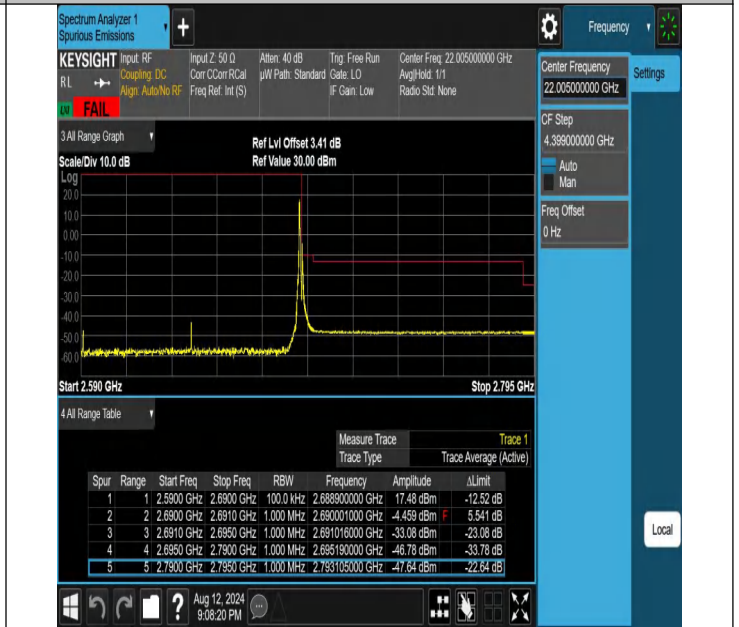 Spectrum Analyzer 1
Spurious Emissions
+
Frequency
KEYSIGHT Input: RF Input Z: 50 Ω Atten: 40 dB Trig: Free Run Center Freq: 22.005000000 GHz
RL Coupling: DC Corr CCorr RCal µW Path: Standard Gate: LO Avg|Hold: 1/1
Align: Auto/No RF Freq Ref: Int (S) IF Gain: Low Radio Std: None
LXI FAIL
3 All Range Graph
Ref Lvl Offset 3.41 dB
Scale/Div 10.0 dB Ref Value 30.00 dBm
Log
20.0
10.0
0.00
-10.0
-20.0
-30.0
-40.0
-50.0
-60.0
Start 2.590 GHz Stop 2.795 GHz
4 All Range Table
Measure Trace Trace 1
Trace Type Trace Average (Active)
Spur Range Start Freq Stop Freq RBW Frequency Amplitude ΔLimit
1 1 2.5900 GHz 2.6900 GHz 100.0 kHz 2.688900000 GHz 17.48 dBm -12.52 dB
2 2 2.6900 GHz 2.6910 GHz 1.000 MHz 2.690001000 GHz -4.459 dBm F 5.541 dB
3 3 2.6910 GHz 2.6950 GHz 1.000 MHz 2.691016000 GHz -33.08 dBm -23.08 dB
4 4 2.6950 GHz 2.7900 GHz 1.000 MHz 2.695190000 GHz -46.78 dBm -33.78 dB
5 5 2.7900 GHz 2.7950 GHz 1.000 MHz 2.793105000 GHz -47.64 dBm -22.64 dB
Center Frequency
22.005000000 GHz
Settings
CF Step
4.399000000 GHz
Auto
Man
Freq Offset
0 Hz
Local
?
Aug 12, 2024
9:08:20 PM